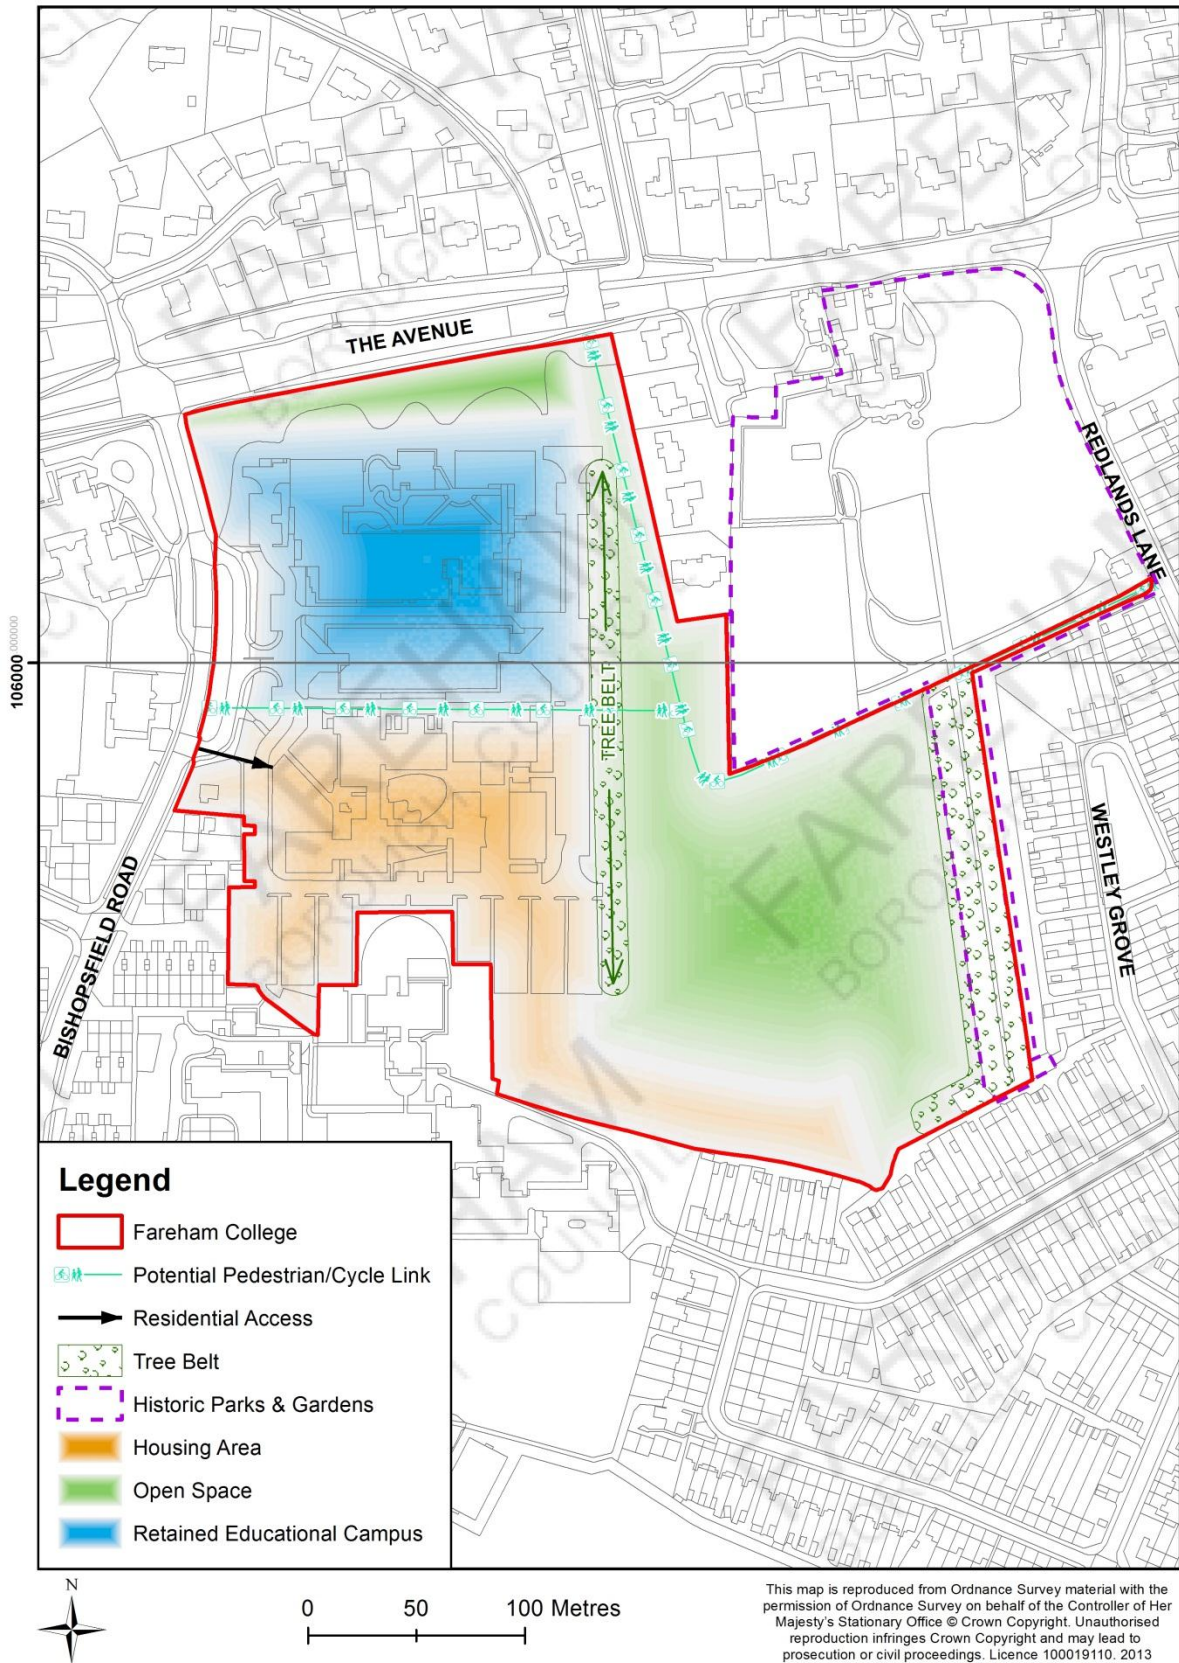 THE AVENUE
REDLANDS LANE
106000 000000
TREE BELT
WESTLEY GROVE
BISHOPSFIELD ROAD
FAREHAM
BOROUGH COUNCIL
Legend
Fareham College
Potential Pedestrian/Cycle Link
Residential Access
Tree Belt
Historic Parks & Gardens
Housing Area
Open Space
Retained Educational Campus
N
0 50 100 Metres
This map is reproduced from Ordnance Survey material with the
permission of Ordnance Survey on behalf of the Controller of Her
Majesty's Stationary Office © Crown Copyright. Unauthorised
reproduction infringes Crown Copyright and may lead to
prosecution or civil proceedings. Licence 100019110. 2013